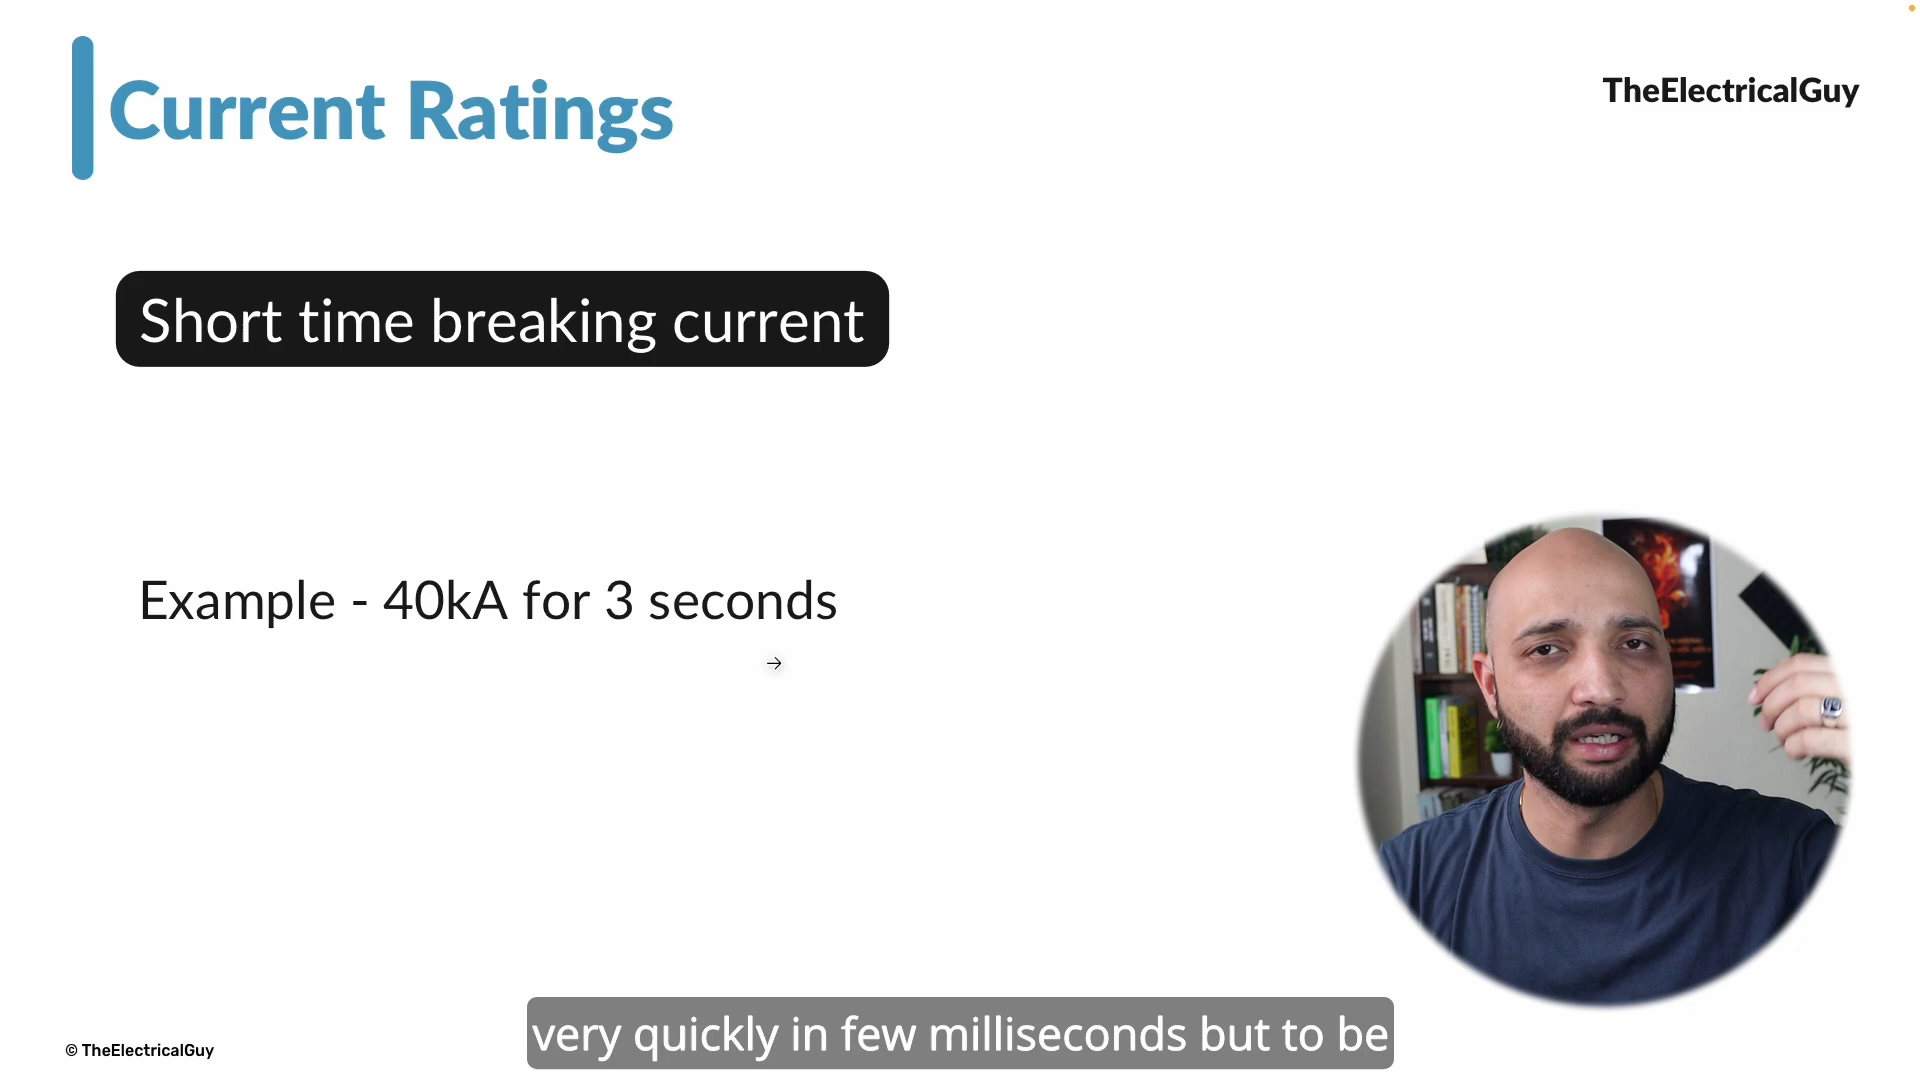 Current Ratings
TheElectricalGuy
Short time breaking current
Example - 40kA for 3 seconds
very quickly in few milliseconds but to be
© TheElectricalGuy